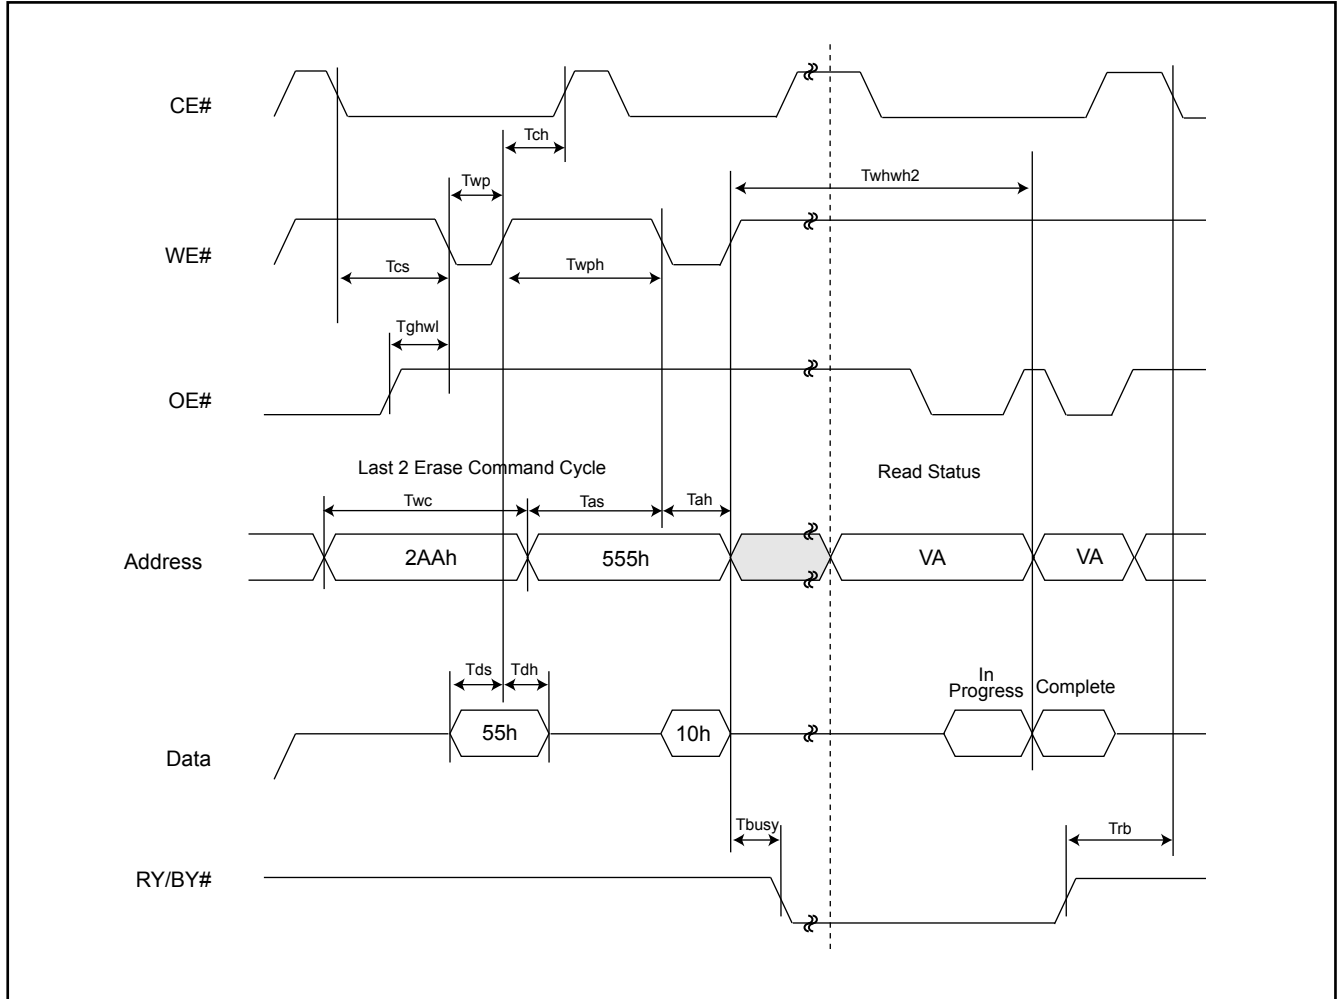 CE#
Tch
Twp
Twhwh2
WE#
Tcs
Twph
Tghwl
OE#
Last 2 Erase Command Cycle
Read Status
Twc
Tas
Tah
Address
2AAh
555h
VA
VA
Tds
Tdh
In
Progress
Complete
55h
10h
Data
Tbusy
Trb
RY/BY#